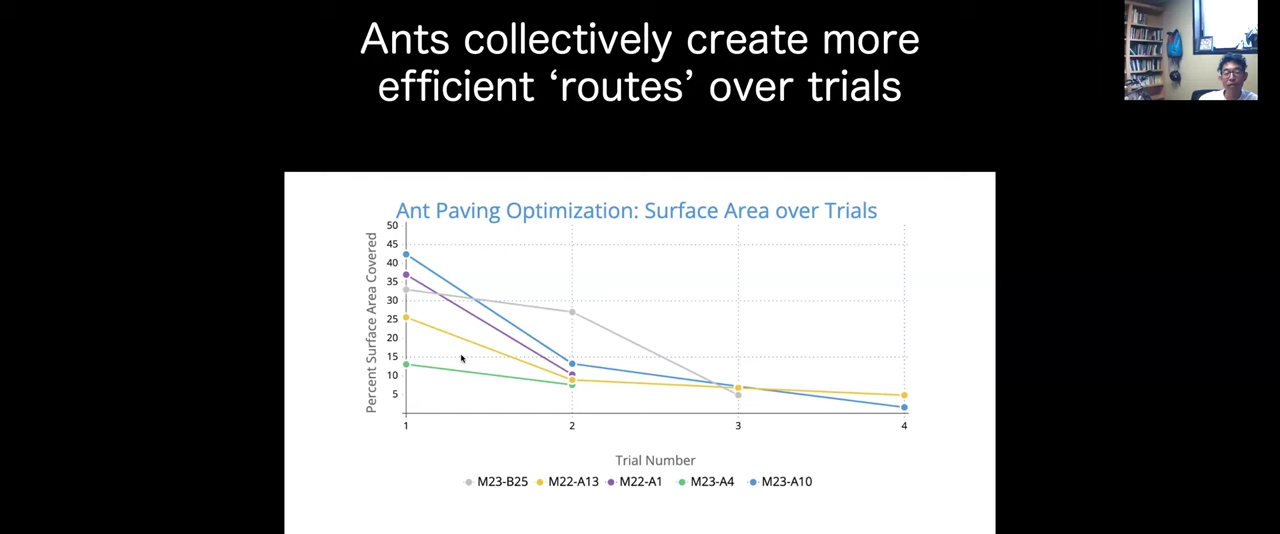 Ants collectively create more
efficient ‘routes’ over trials
Ant Paving Optimization: Surface Area over Trials
Percent Surface Area Covered
50
45
40
35
30
25
20
15
10
5
1
2
3
4
Trial Number
M23-B25
M22-A13
M22-A1
M23-A4
M23-A10